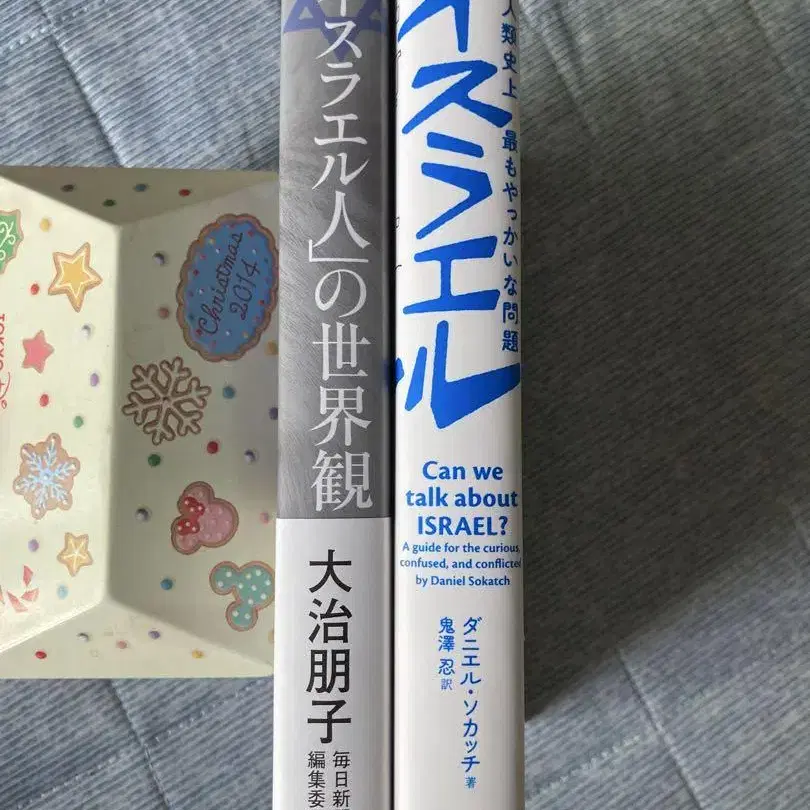 Christmas
2014
スラエル人」の世界観
大治朋子
毎日新
編集委
人類史上 最もやっかいな問題
イスラエル
Can we
talk about
ISRAEL?
A guide for the curious,
confused, and conflicted
by Daniel Sokatch
ダニエル・ソカッチ 著
鬼澤 忍 訳